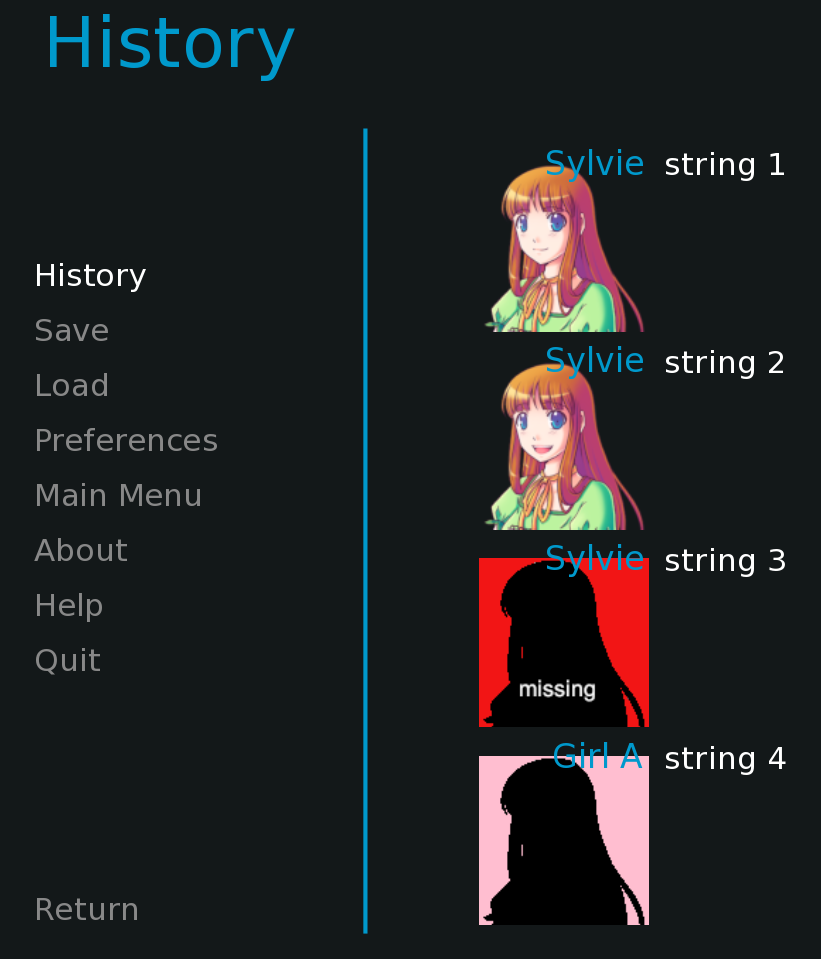 History
History
Save
Load
Preferences
Main Menu
About
Help
Quit
Return
Sylvie string 1
Sylvie string 2
Sylvie string 3
missing
Girl A string 4